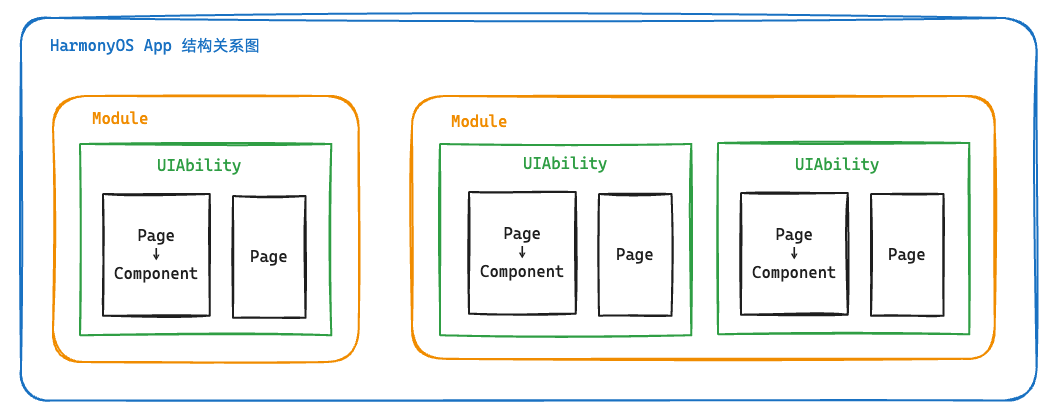 HarmonyOS App 结构关系图
Module
UIAbility
Page
↓
Component
Page
Module
UIAbility
Page
↓
Component
Page
UIAbility
Page
↓
Component
Page